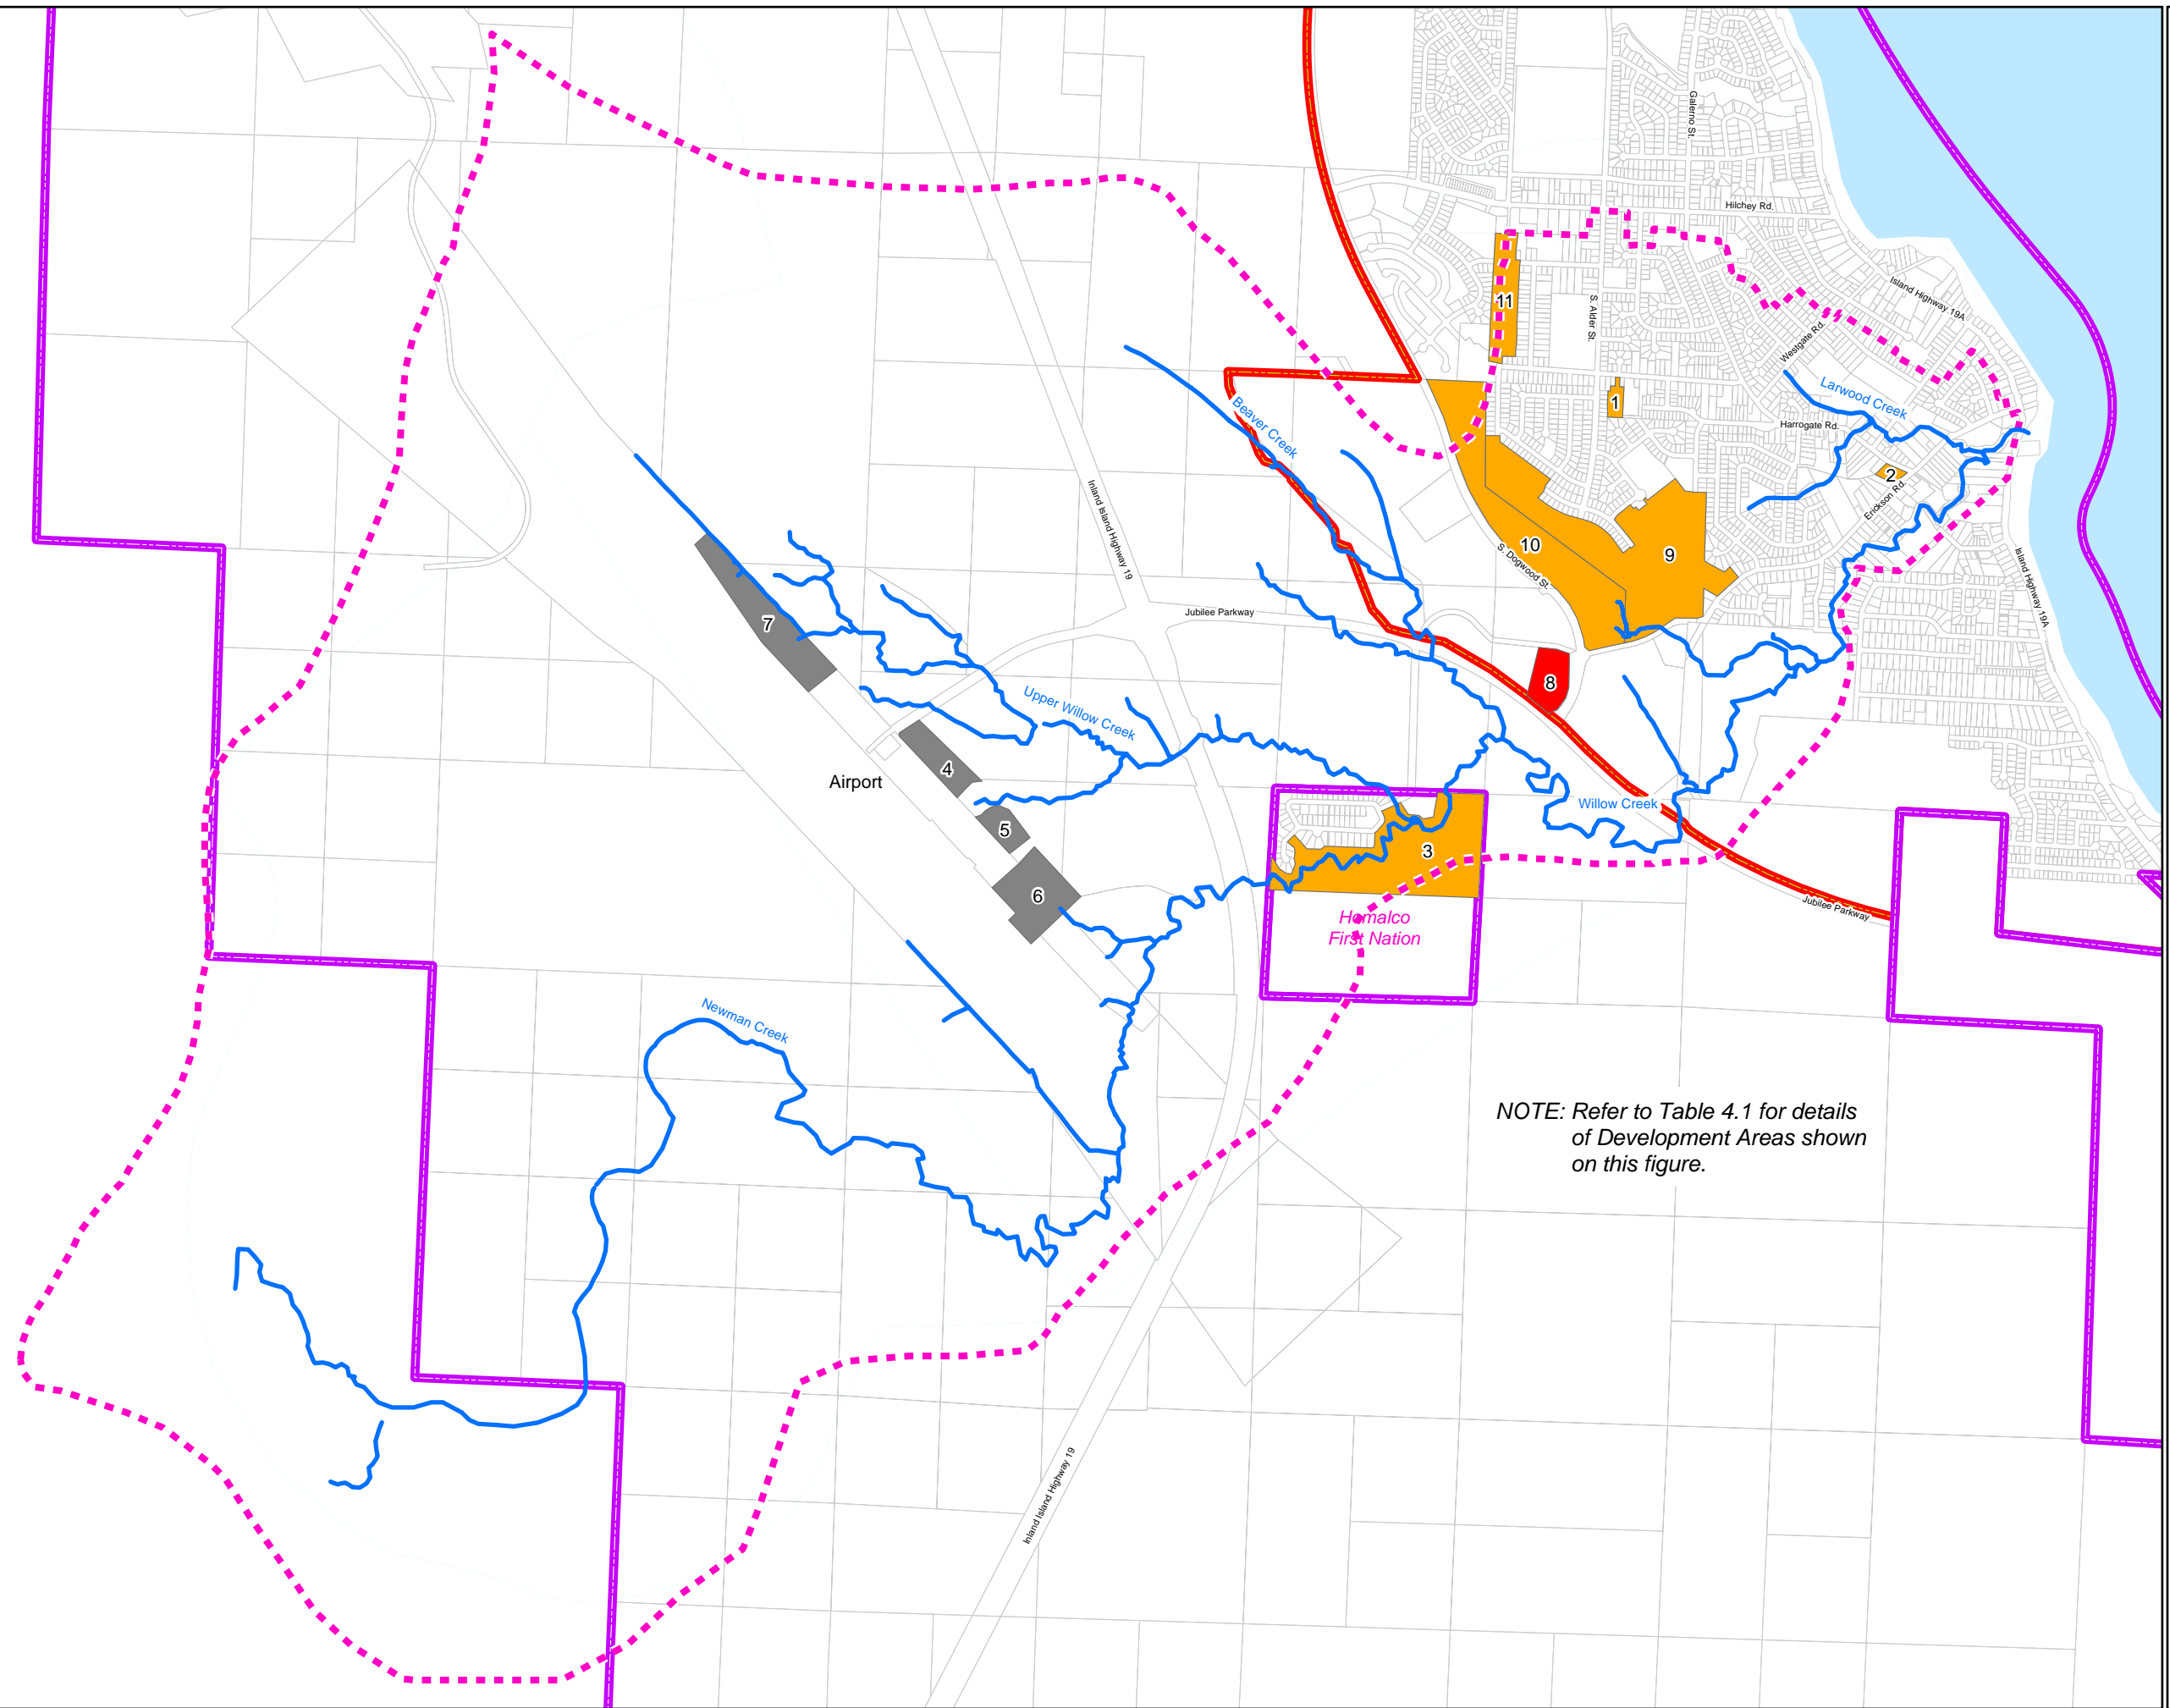 Galerno St.
Hilchey Rd.
Island Highway 19A
11
S. Alder St.
Westgate Rd.
Larwood Creek
1
Harrogate Rd.
Beaver Creek
2
Erickson Rd.
Inland Island Highway 19
10
9
S. Dogwood St.
Island Highway 19A
Jubilee Parkway
7
8
Upper Willow Creek
4
Airport
Willow Creek
5
3
6
Jubilee Parkway
Homalco
First Nation
Newman Creek
NOTE: Refer to Table 4.1 for details
of Development Areas shown
on this figure.
Inland Island Highway 19